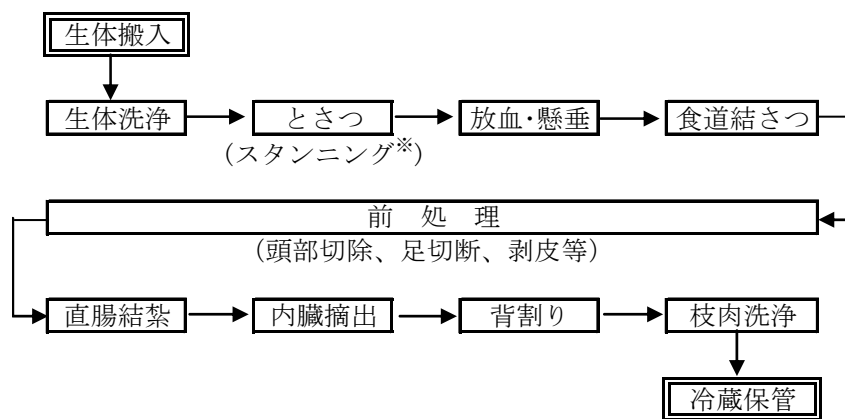 生体搬入
生体洗浄 とさつ 放血・懸垂 食道結さつ
(スタンニング※)
前 処 理
(頭部切除、足切断、剥皮等)
直腸結紮 内臓摘出 背割り 枝肉洗浄
冷蔵保管